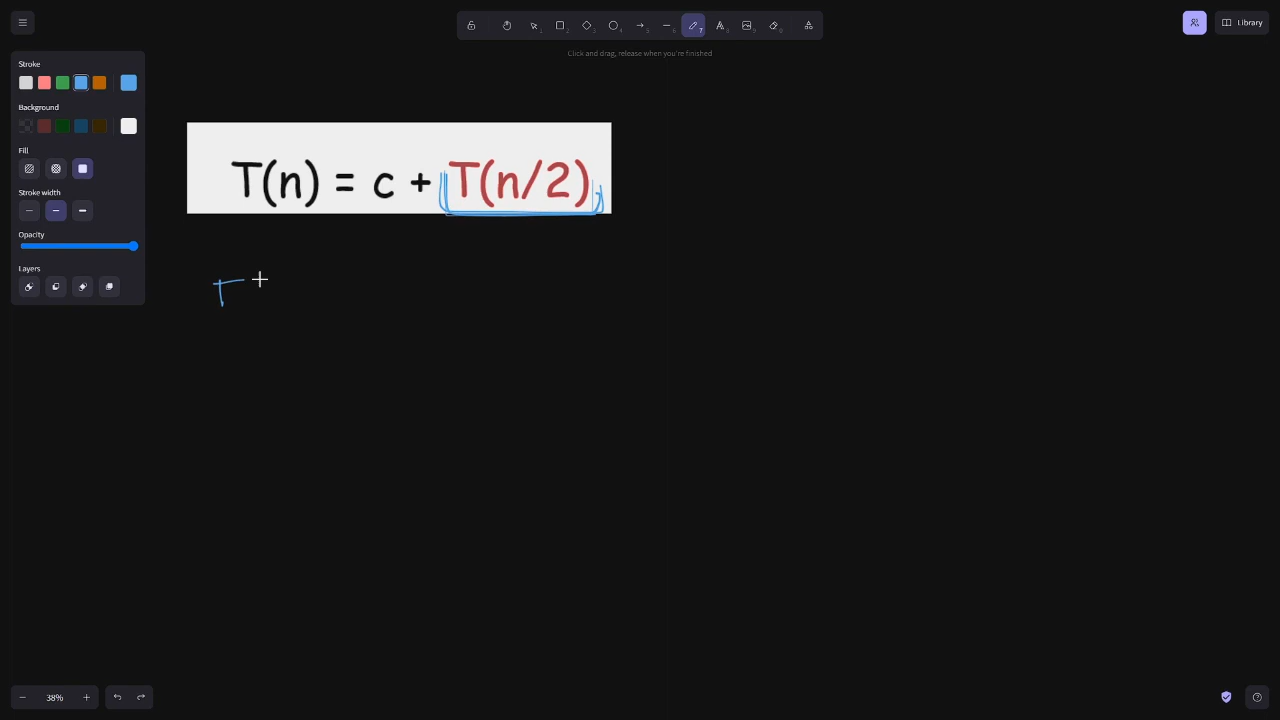 Library
Click and drag, release when you're finished
Stroke
Background
Fill
Stroke width
Opacity
Layers
T(n) = c + T(n/2)
T
38%